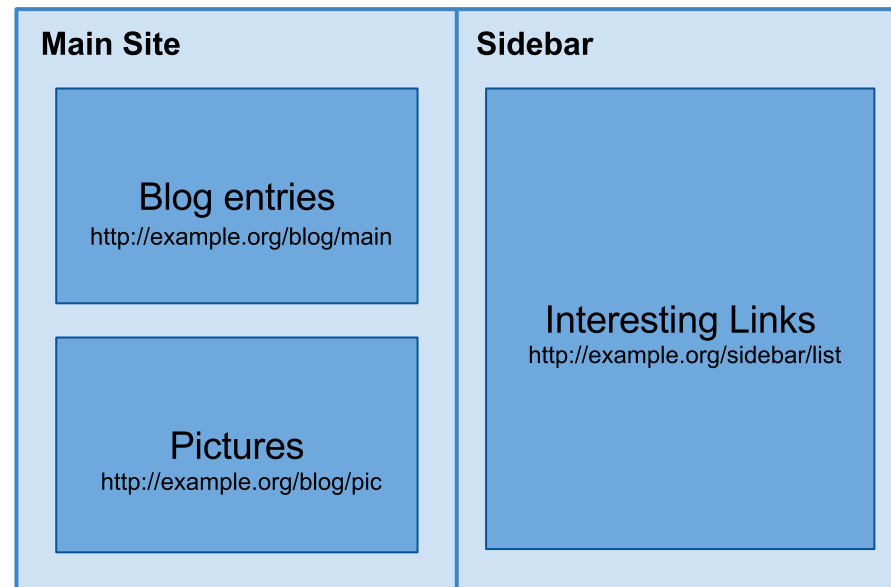 Main Site
Blog entries
http://example.org/blog/main
Pictures
http://example.org/blog/pic
Sidebar
Interesting Links
http://example.org/sidebar/list